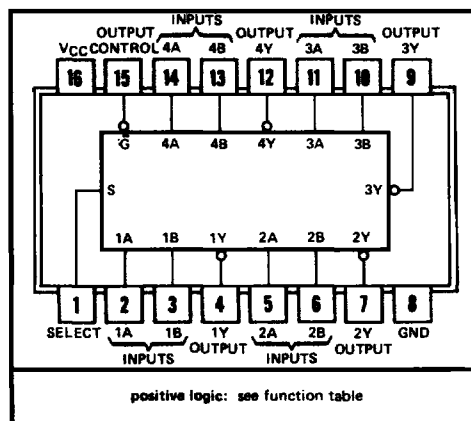 INPUTS INPUTS
OUTPUT OUTPUT OUTPUT
VCC CONTROL 4A 4B 4Y 3A 3B 3Y
16 15 14 13 12 11 10 9
G 4A 4B 4Y 3A 3B
S 3Y
1A 1B 1Y 2A 2B 2Y
1 2 3 4 5 6 7 8
SELECT 1A 1B 1Y 2A 2B 2Y GND
INPUTS OUTPUT INPUTS OUTPUT
positive logic: see function table